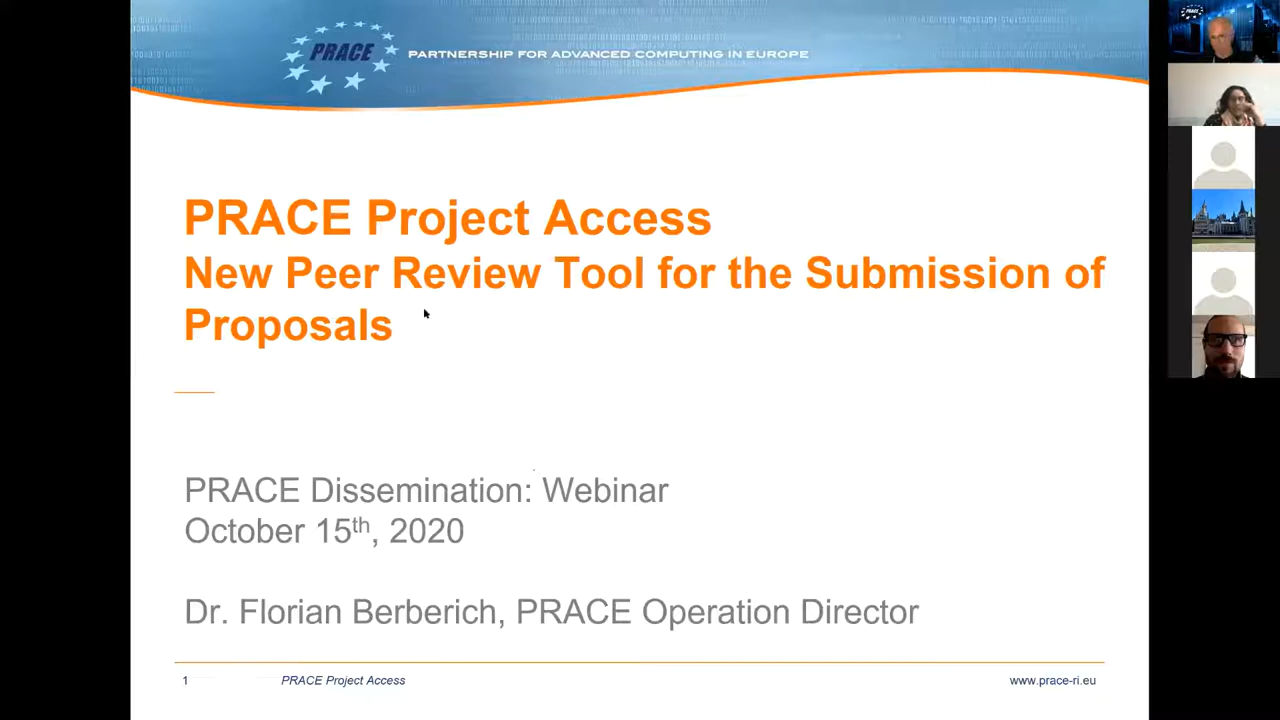 PRACE
PARTNERSHIP FOR ADVANCED COMPUTING IN EUROPE
PRACE
PRACE Project Access
New Peer Review Tool for the Submission of
Proposals
PRACE Dissemination: Webinar
October 15th, 2020
Dr. Florian Berberich, PRACE Operation Director
1
PRACE Project Access
www.prace-ri.eu